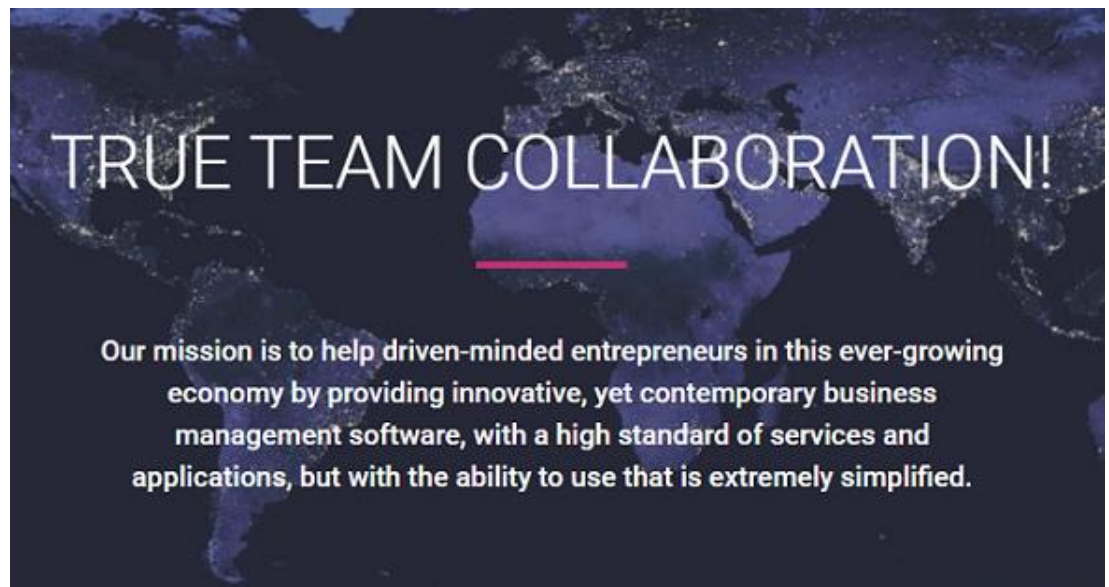 TRUE TEAM COLLABORATION!
Our mission is to help driven-minded entrepreneurs in this ever-growing
economy by providing innovative, yet contemporary business
management software, with a high standard of services and
applications, but with the ability to use that is extremely simplified.